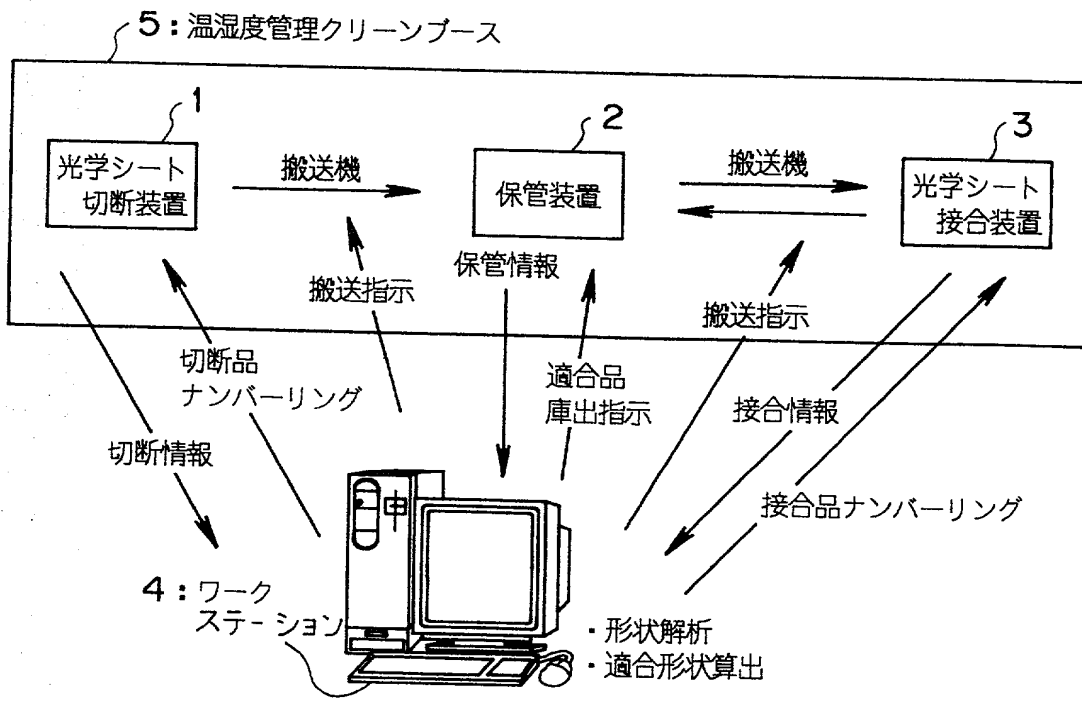 5：温湿度管理クリーンブース
1
光学シート
切断装置
搬送機
2
保管装置
搬送機
3
光学シート
接合装置
保管情報
搬送指示
搬送指示
切断品
ナンバーリング
適合品
庫出指示
接合情報
切断情報
接合品ナンバーリング
4：ワーク
ステーション
・形状解析
・適合形状算出